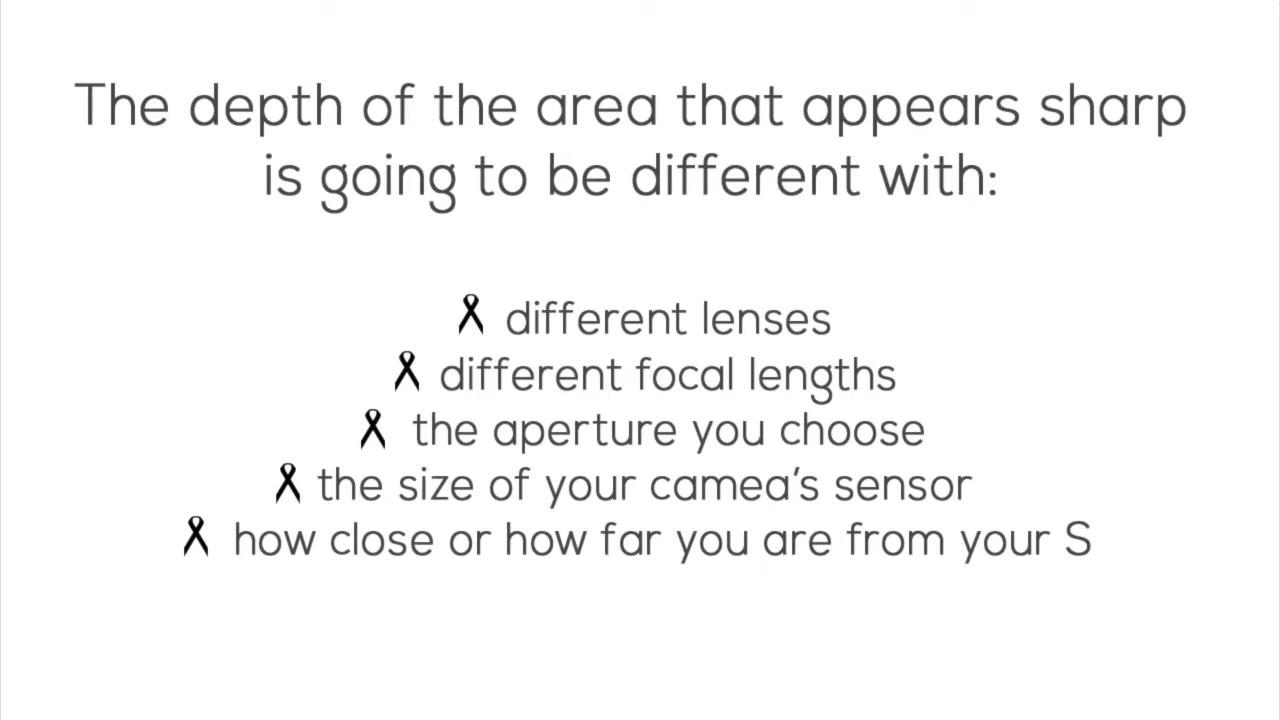 The depth of the area that appears sharp
is going to be different with:
different lenses
different focal lengths
the aperture you choose
the size of your camea's sensor
how close or how far you are from your S